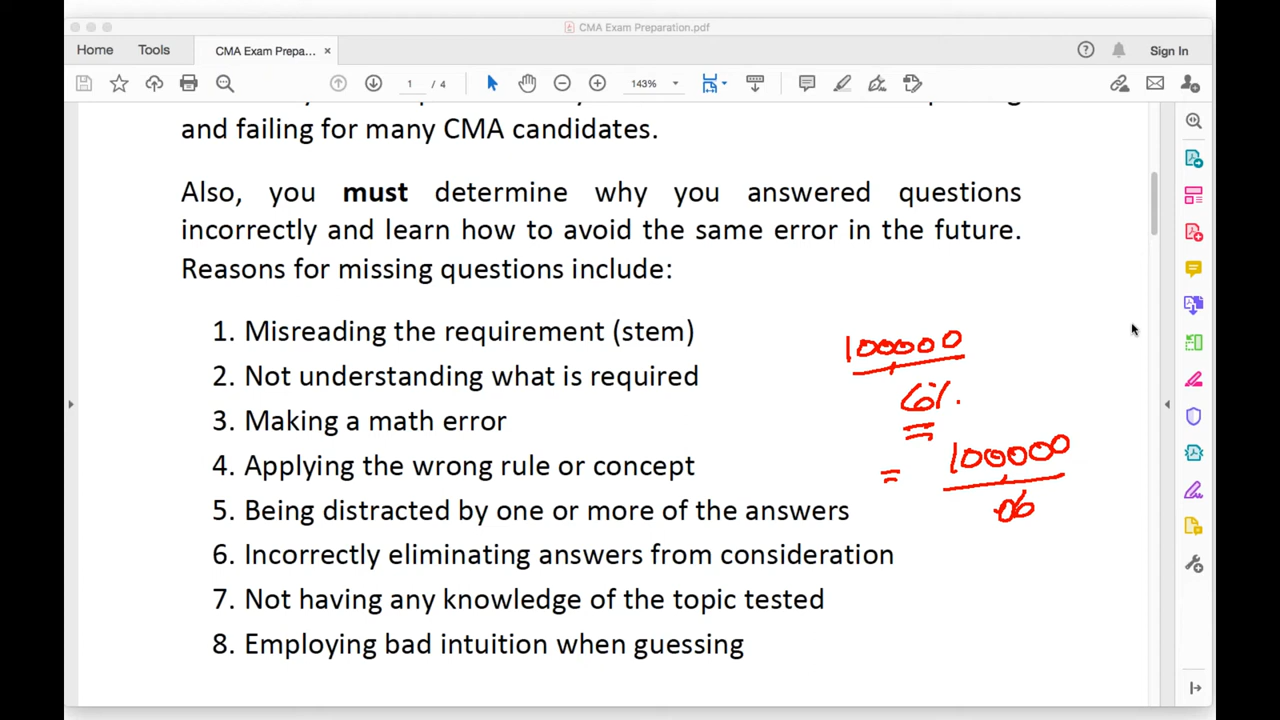 CMA Exam Preparation.pdf
Home Tools CMA Exam Prepa... × Sign In
1 / 4 143%
and failing for many CMA candidates.
Also, you must determine why you answered questions
incorrectly and learn how to avoid the same error in the future.
Reasons for missing questions include:
1. Misreading the requirement (stem)
2. Not understanding what is required
3. Making a math error
4. Applying the wrong rule or concept
5. Being distracted by one or more of the answers
6. Incorrectly eliminating answers from consideration
7. Not having any knowledge of the topic tested
8. Employing bad intuition when guessing
100000
6%.
= 100000
.06